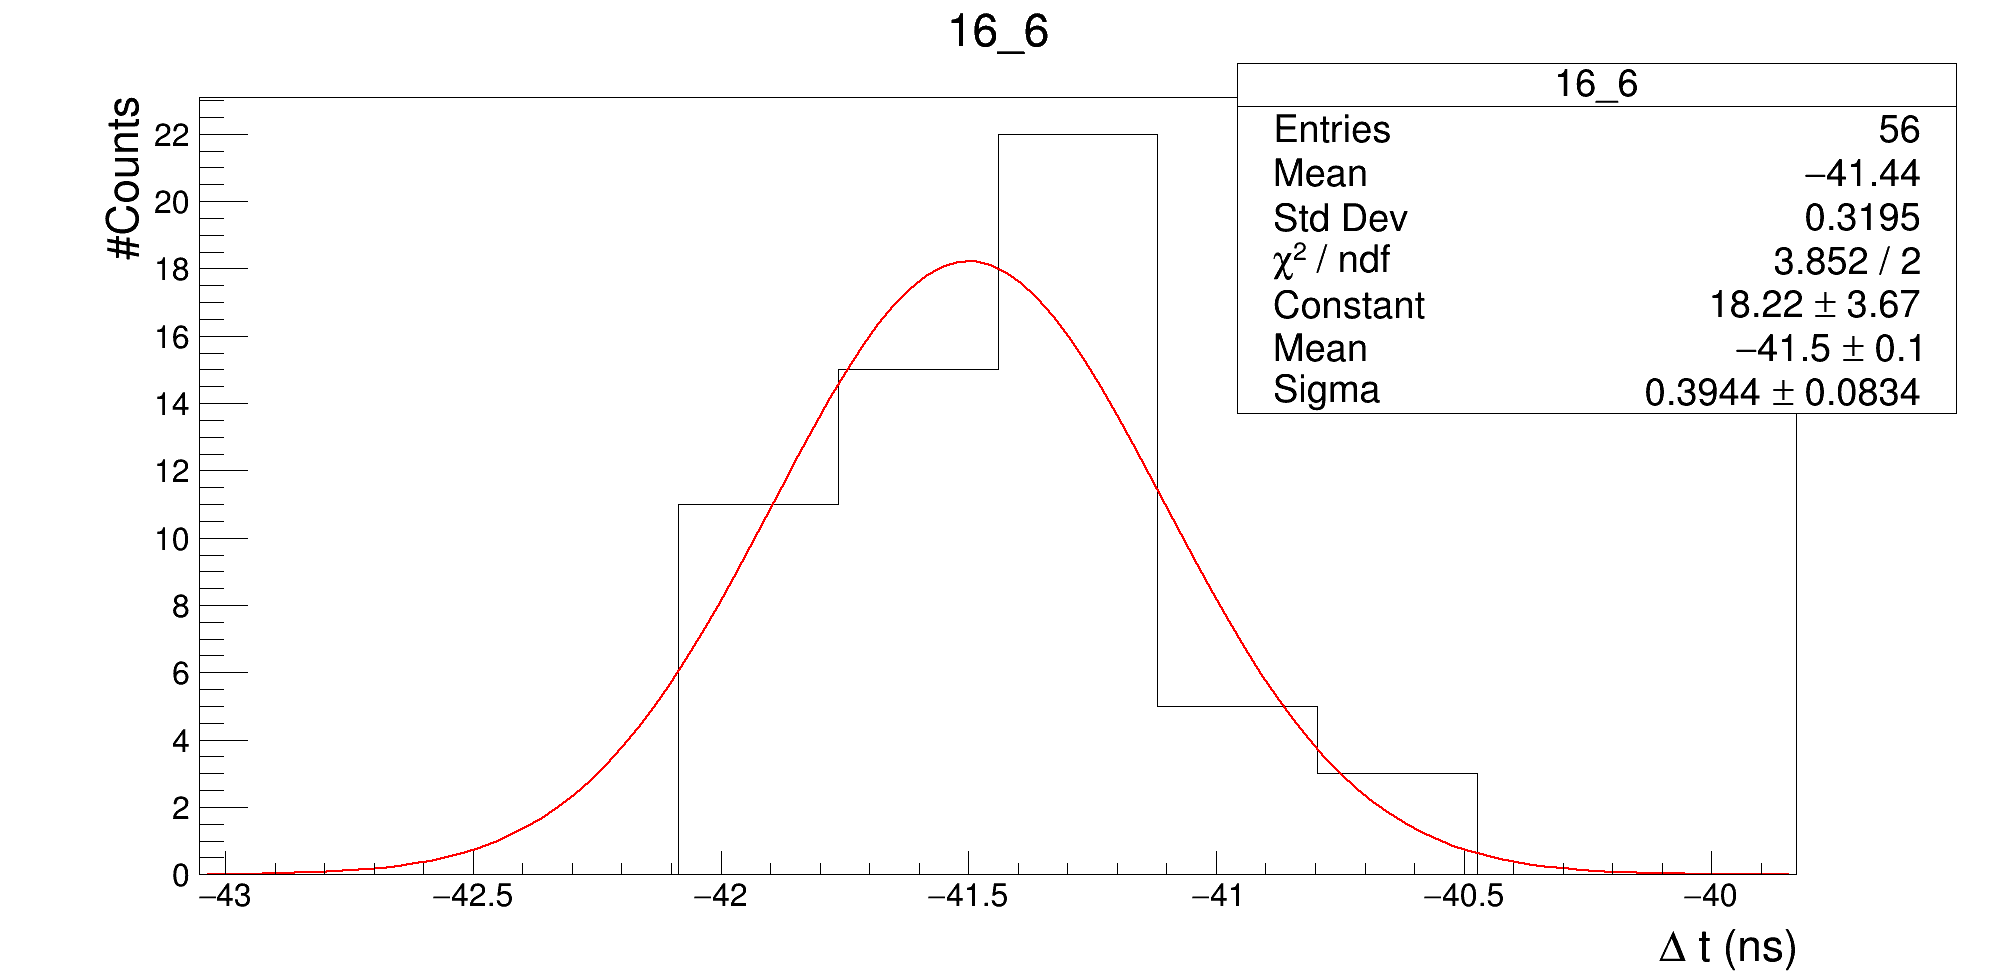 16_6
16_6
Entries 56
Mean −41.44
Std Dev 0.3195
χ² / ndf 3.852 / 2
Constant 18.22 ± 3.67
Mean −41.5 ± 0.1
Sigma 0.3944 ± 0.0834
#Counts
22
20
18
16
14
12
10
8
6
4
2
0
−43 −42.5 −42 −41.5 −41 −40.5 −40
Δ t (ns)